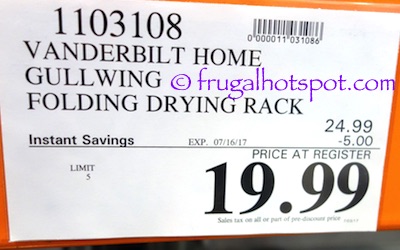 1103108
0000011031086
VANDERBILT HOME
GULLWING
© frugalhotspot.com
FOLDING DRYING RACK
24.99
Instant Savings EXP. 07/16/17 -5.00
PRICE AT REGISTER
LIMIT
5
19.99
Sales tax on all or part of pre-discount price